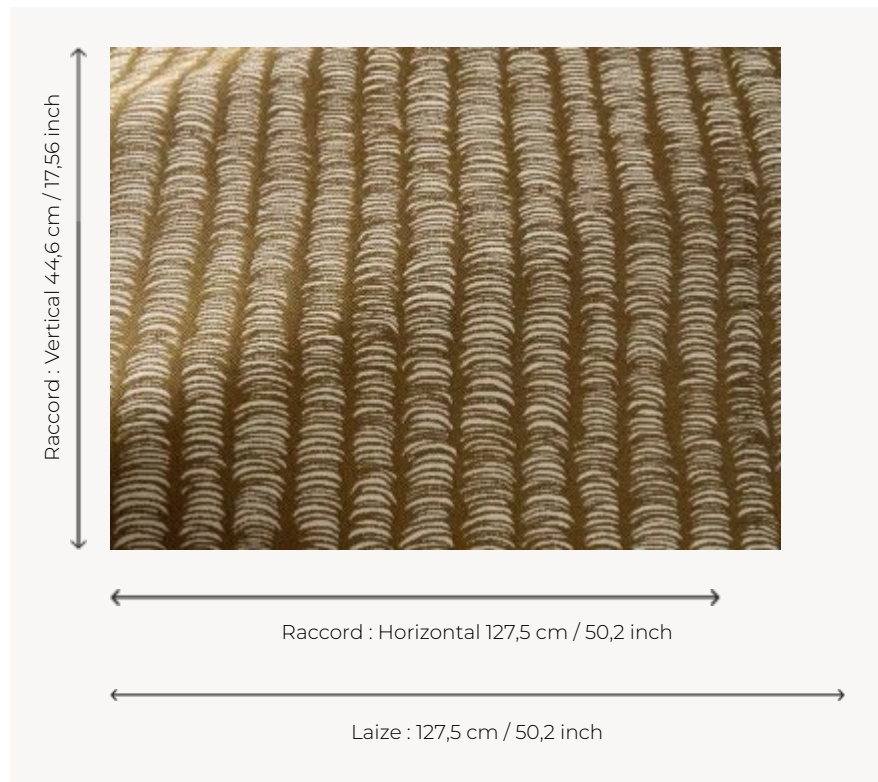 Raccord : Vertical 44,6 cm / 17,56 inch
Raccord : Horizontal 127,5 cm / 50,2 inch
Laize : 127,5 cm / 50,2 inch